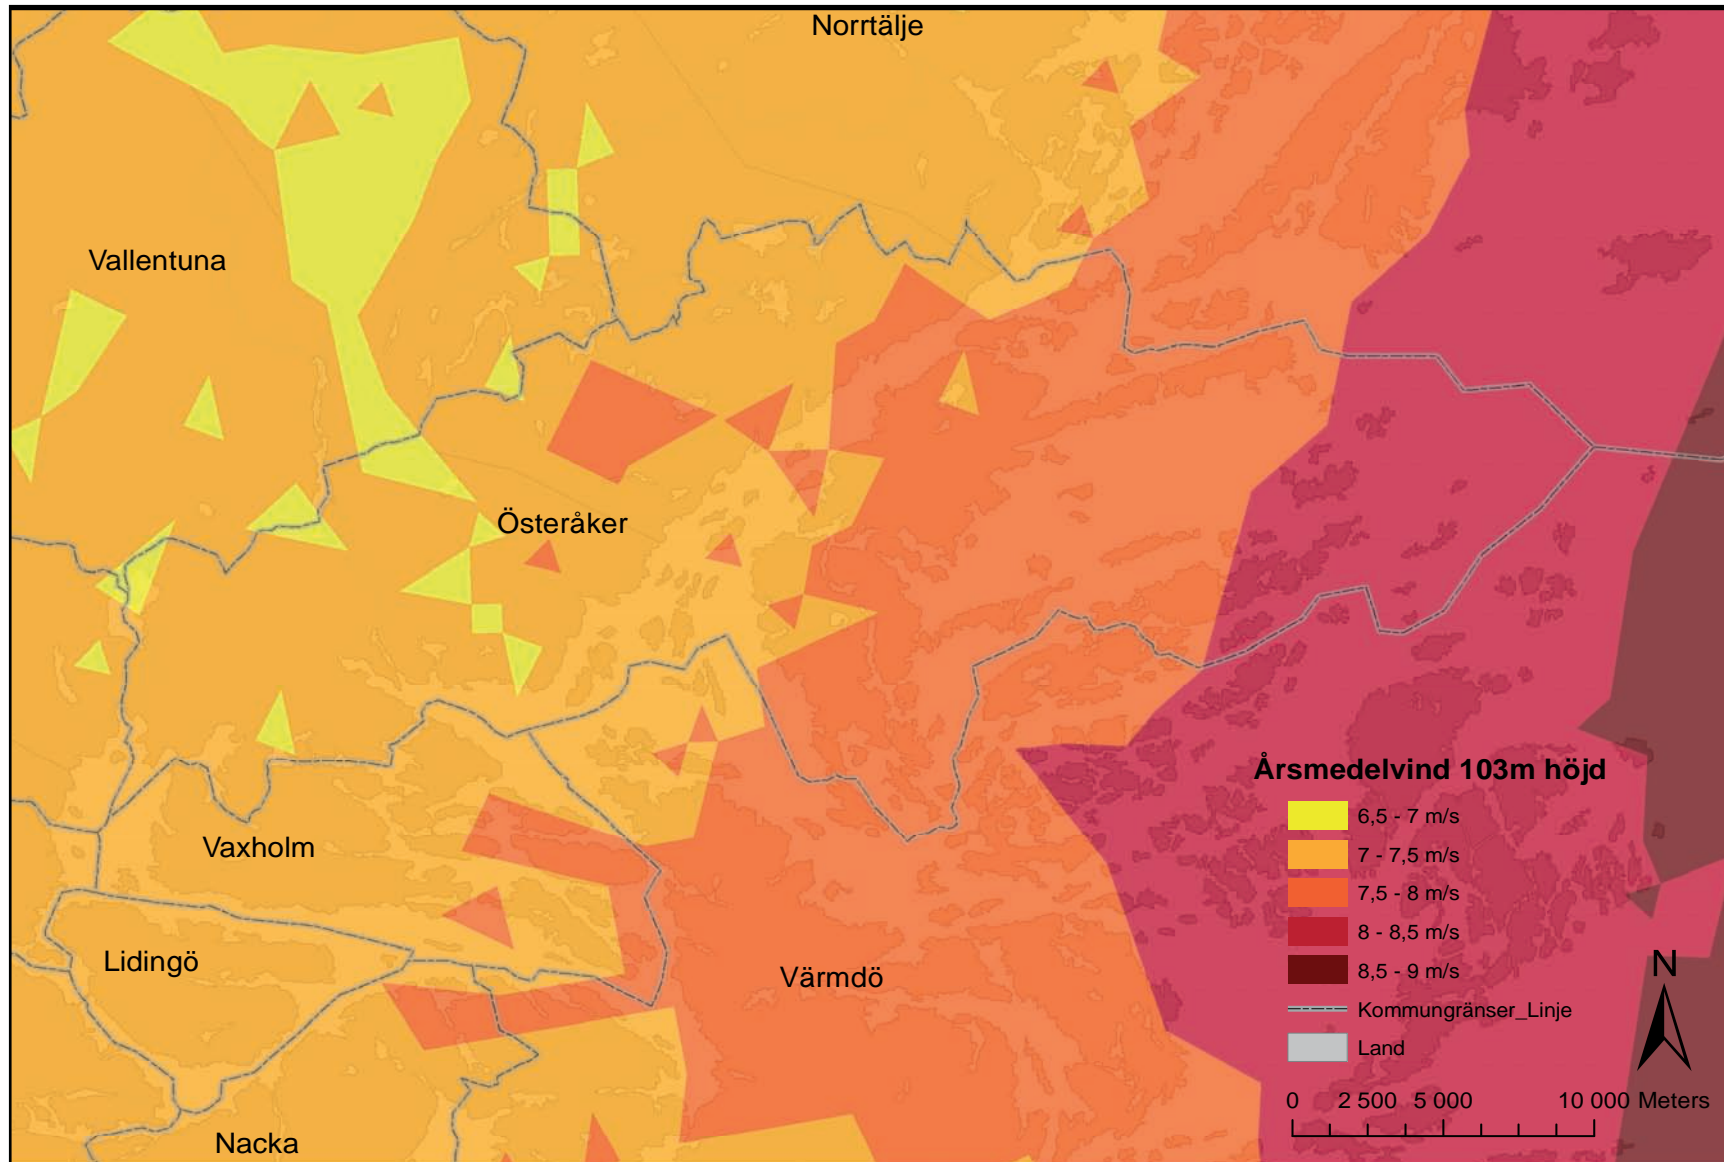 Norrtälje
Vallentuna
Österåker
Vaxholm
Lidingö
Värmdö
Nacka
Årsmedelvind 103m höjd
6,5 - 7 m/s
7 - 7,5 m/s
7,5 - 8 m/s
8 - 8,5 m/s
8,5 - 9 m/s
Kommungränser_Linje
Land
N
0 2 500 5 000 10 000 Meters